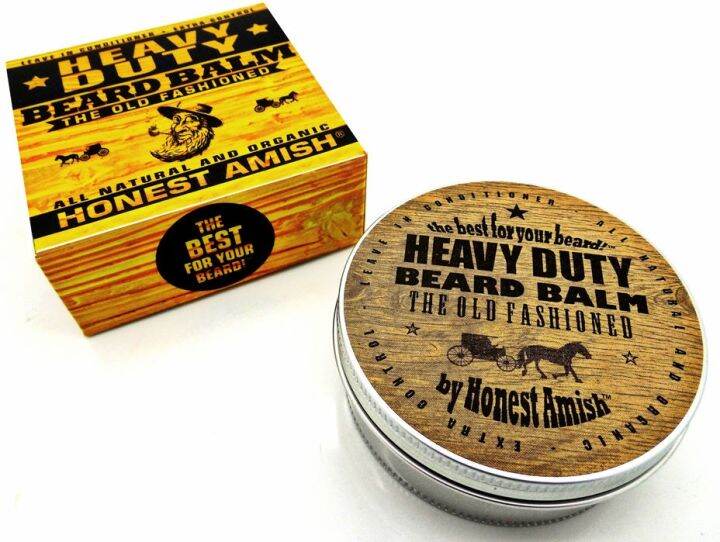 LEAVE IN CONDITIONER • EXTRA CONTROL
HEAVY
DUTY
BEARD BALM
THE OLD FASHIONED
ALL NATURAL AND ORGANIC
HONEST AMISH®
THE
BEST
FOR YOUR
BEARD!
LEAVE IN CONDITIONER
ALL NATURAL AND ORGANIC • EXTRA CONTROL •
the best for your beard!™
HEAVY DUTY
BEARD BALM
THE OLD FASHIONED
by Honest Amish™